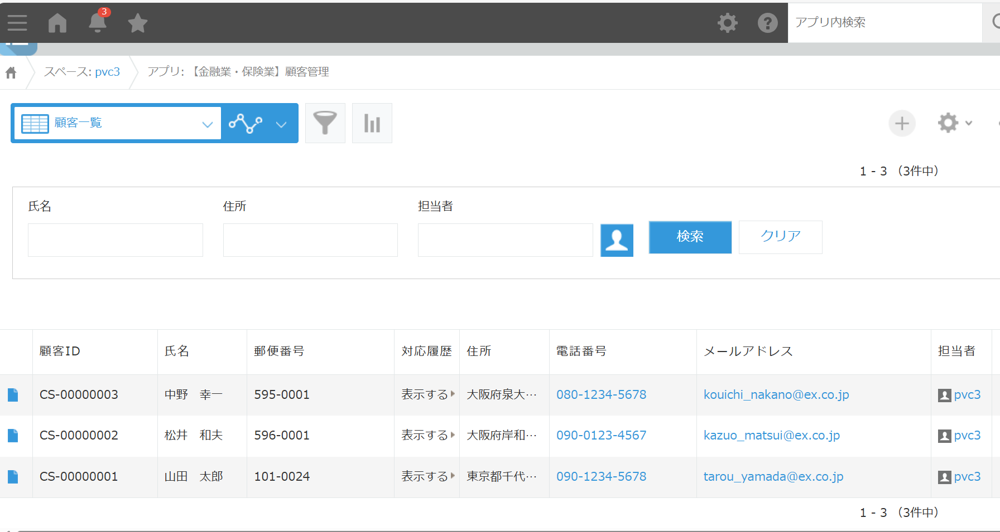 3
アプリ内検索
スペース: pvc3 アプリ: 【金融業・保険業】顧客管理
顧客一覧
1 - 3 （3件中）
氏名 住所 担当者
検索 クリア
顧客ID 氏名 郵便番号 対応履歴 住所 電話番号 メールアドレス 担当者
CS-00000003 中野　幸一 595-0001 表示する 大阪府泉大… 080-1234-5678 kouichi_nakano@ex.co.jp pvc3
CS-00000002 松井　和夫 596-0001 表示する 大阪府岸和… 090-0123-4567 kazuo_matsui@ex.co.jp pvc3
CS-00000001 山田　太郎 101-0024 表示する 東京都千代… 090-1234-5678 tarou_yamada@ex.co.jp pvc3
1 - 3 （3件中）